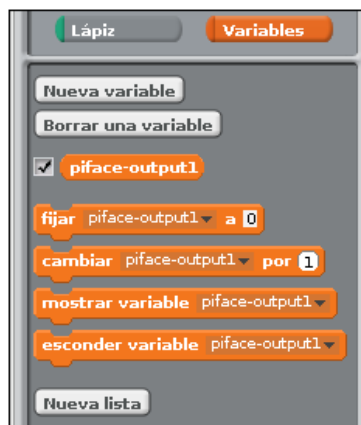 Lápiz Variables
Nueva variable
Borrar una variable
piface-output1
fijar piface-output1 a 0
cambiar piface-output1 por 1
mostrar variable piface-output1
esconder variable piface-output1
Nueva lista